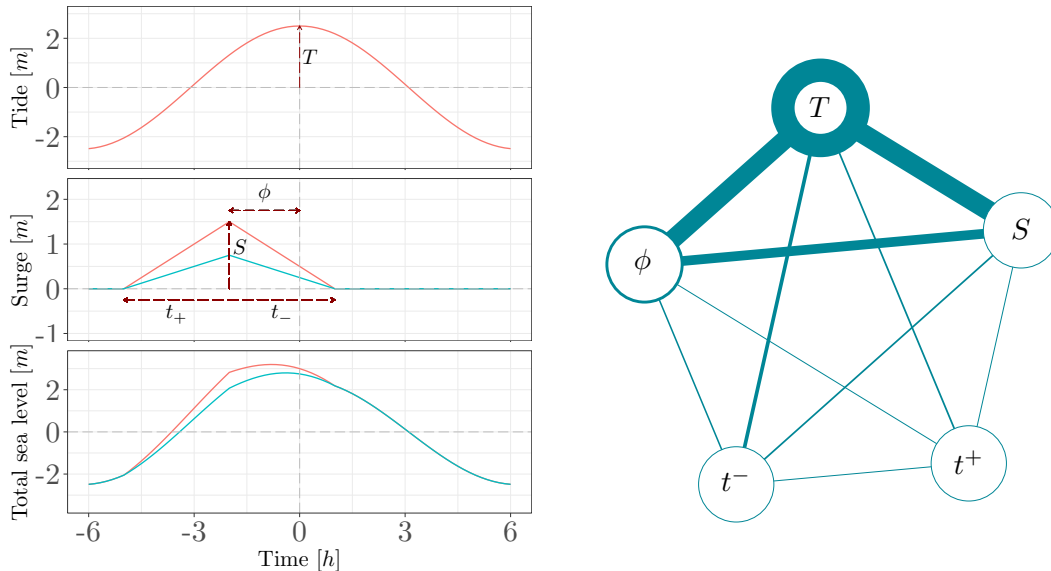 Tide [m]
2
0
-2
T
Surge [m]
2
1
0
-1
ϕ
S
t₊
t₋
Total sea level [m]
2
0
-2
-6 -3 0 3 6
Time [h]
T
S
ϕ
t⁺
t⁻